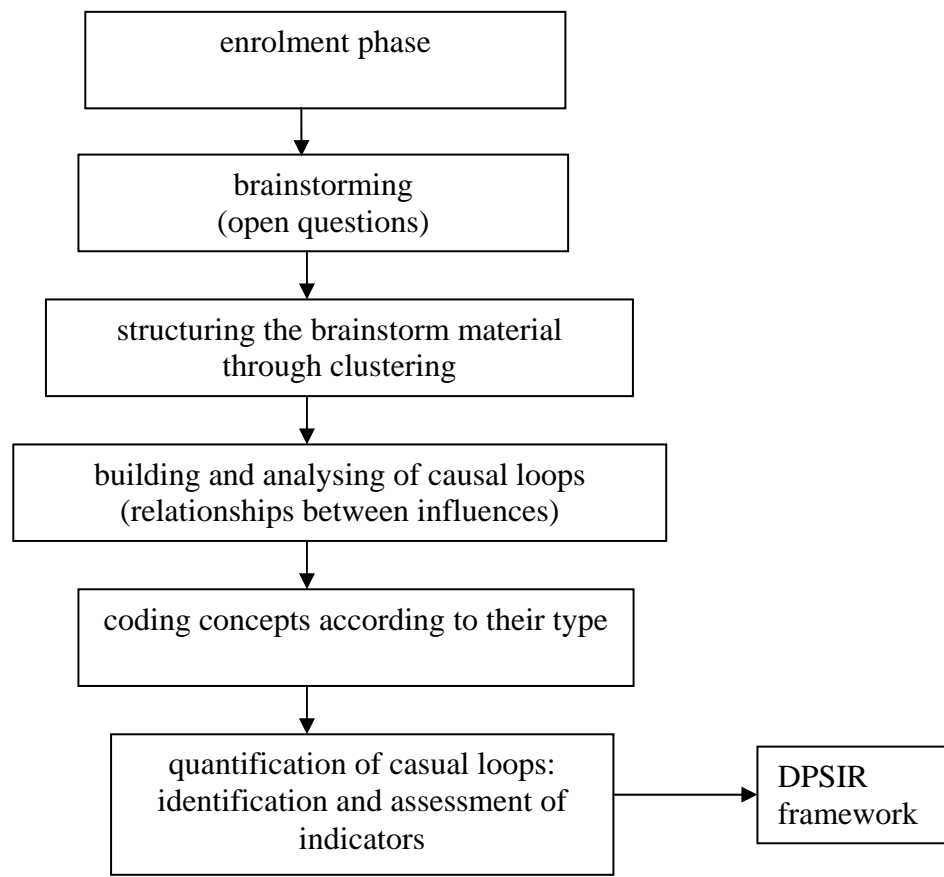 enrolment phase
brainstorming
(open questions)
structuring the brainstorm material
through clustering
building and analysing of causal loops
(relationships between influences)
coding concepts according to their type
quantification of casual loops:
identification and assessment of
indicators
DPSIR
framework